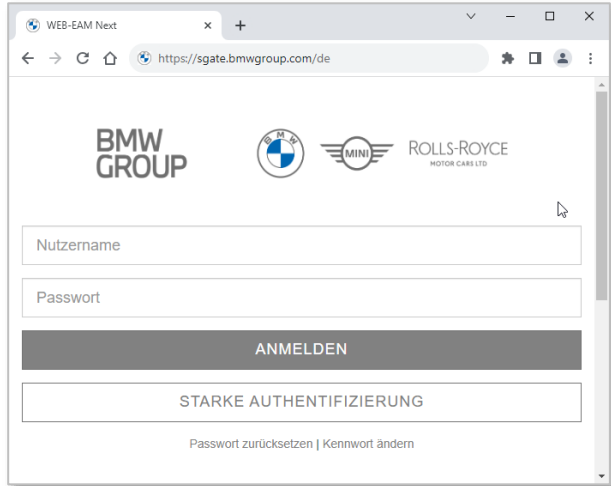 WEB-EAM Next
https://sgate.bmwgroup.com/de
BMW GROUP
BMW
MINI
ROLLS-ROYCE
MOTOR CARS LTD
Nutzername
Passwort
ANMELDEN
STARKE AUTHENTIFIZIERUNG
Passwort zurücksetzen | Kennwort ändern